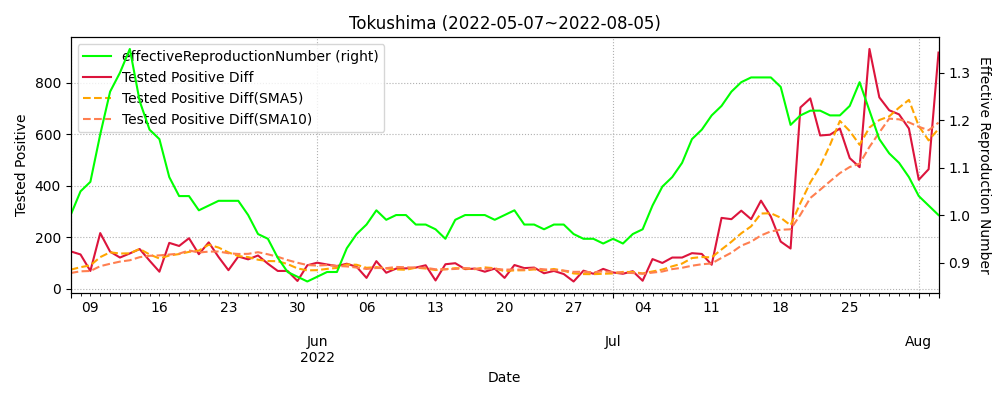 Tokushima (2022-05-07~2022-08-05)
effectiveReproductionNumber (right)
Tested Positive Diff
Tested Positive Diff(SMA5)
Tested Positive Diff(SMA10)
Tested Positive
800
600
400
200
0
Effective Reproduction Number
1.3
1.2
1.1
1.0
0.9
09 16 23 30 06 13 20 27 04 11 18 25
Jun Jul Aug
2022
Date